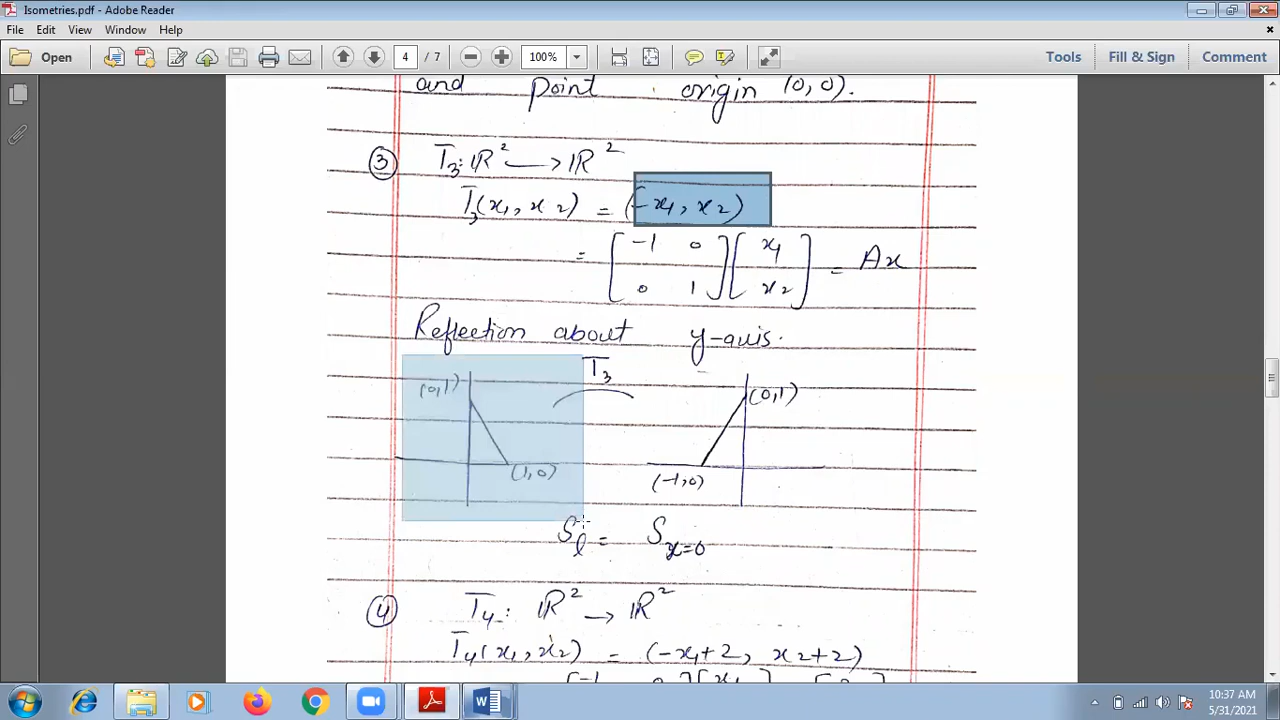 Isometries.pdf - Adobe Reader
File Edit View Window Help
Open 4 / 7 100% Tools Fill & Sign Comment
and point origin (0,0).
③ T₃: ℝ² → ℝ²
T₃(x₁, x₂) = (-x₁, x₂)
= [-1 0
0 1] [x₁
x₂] = Ax
Reflection about y-axis.
T₃
(0,1) (0,1)
(1,0) (-1,0)
S_l = S_x=0
④ T₄: ℝ² → ℝ²
T₄(x₁, x₂) = (-x₁+2, x₂+2)
10:37 AM
5/31/2021